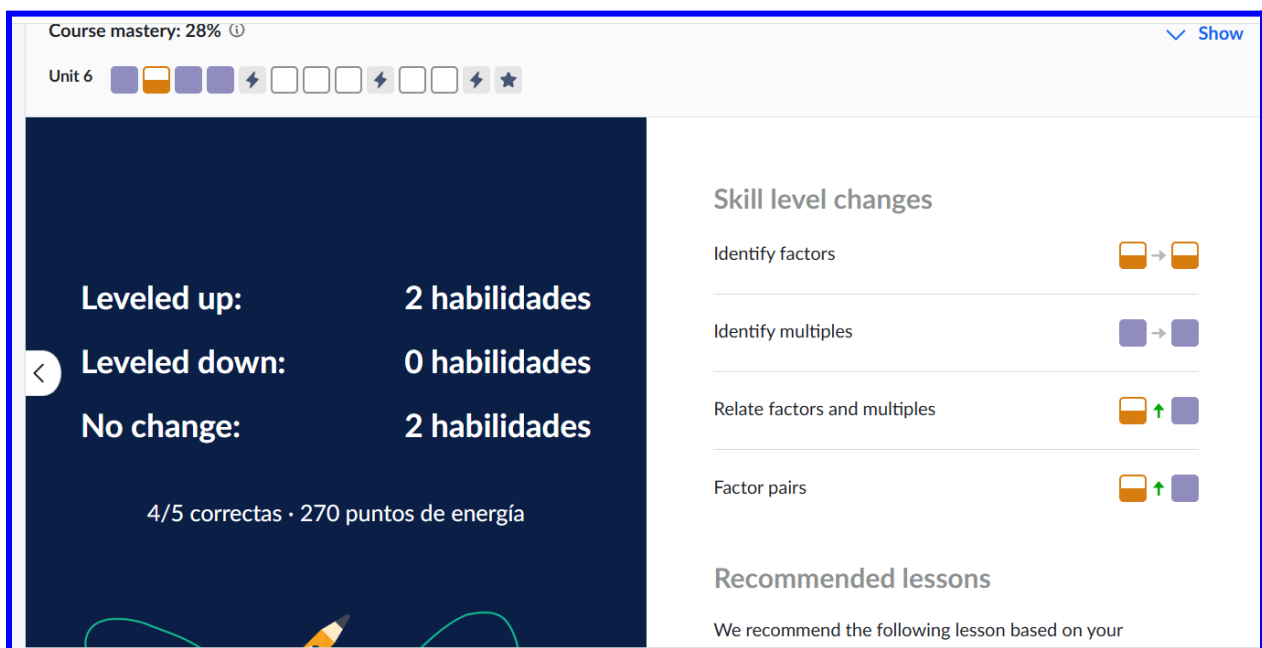 Course mastery: 28%
Show
Unit 6
Leveled up: 2 habilidades
Leveled down: 0 habilidades
No change: 2 habilidades
4/5 correctas · 270 puntos de energía
Skill level changes
Identify factors
Identify multiples
Relate factors and multiples
Factor pairs
Recommended lessons
We recommend the following lesson based on your